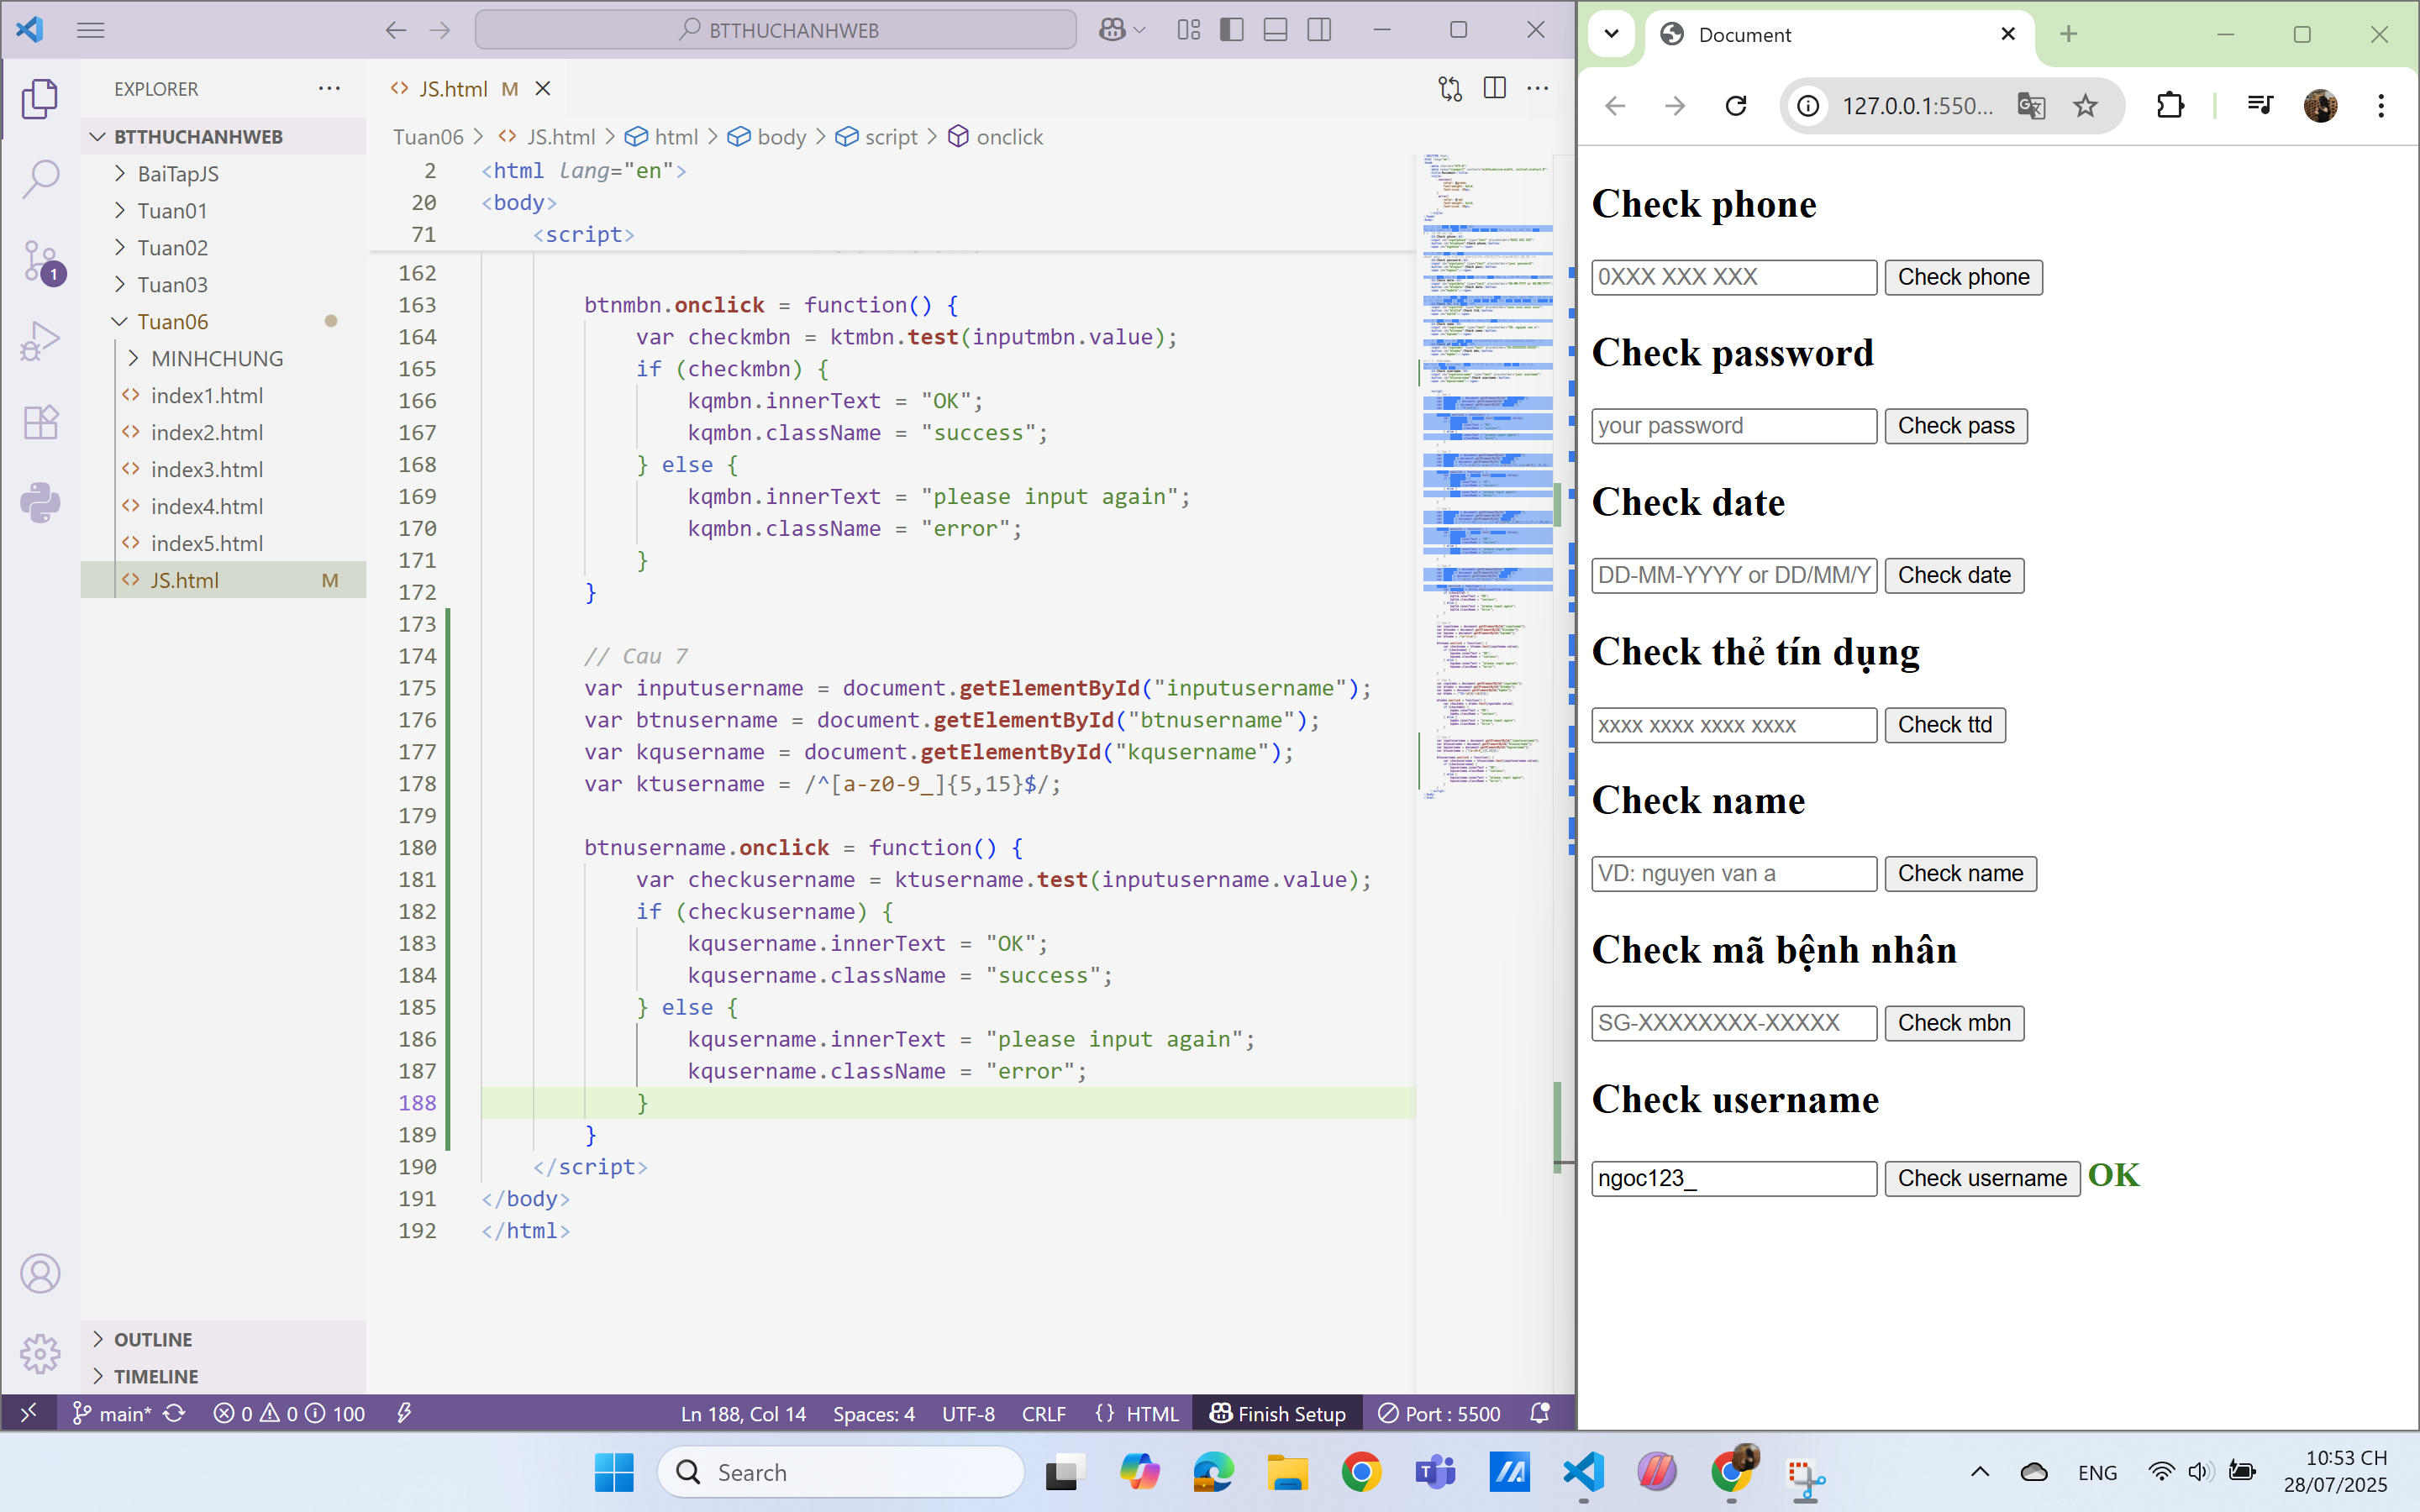 BTTHUCHANHWEB
EXPLORER
BTTHUCHANHWEB
BaiTapJS
Tuan01
Tuan02
Tuan03
Tuan06
MINHCHUNG
index1.html
index2.html
index3.html
index4.html
index5.html
JS.html M
OUTLINE
TIMELINE
1
JS.html M
Tuan06 > JS.html > html > body > script > onclick
2 <html lang="en">
20 <body>
71 <script>
162
163 btnmbn.onclick = function() {
164 var checkmbn = ktmbn.test(inputmbn.value);
165 if (checkmbn) {
166 kqmbn.innerText = "OK";
167 kqmbn.className = "success";
168 } else {
169 kqmbn.innerText = "please input again";
170 kqmbn.className = "error";
171 }
172 }
173
174 // Cau 7
175 var inputusername = document.getElementById("inputusername");
176 var btnusername = document.getElementById("btnusername");
177 var kqusername = document.getElementById("kqusername");
178 var ktusername = /^[a-z0-9_]{5,15}$/;
179
180 btnusername.onclick = function() {
181 var checkusername = ktusername.test(inputusername.value);
182 if (checkusername) {
183 kqusername.innerText = "OK";
184 kqusername.className = "success";
185 } else {
186 kqusername.innerText = "please input again";
187 kqusername.className = "error";
188 }
189 }
190 </script>
191 </body>
192 </html>
main* 0 0 100
Ln 188, Col 14 Spaces: 4 UTF-8 CRLF {} HTML Finish Setup Port : 5500
Document
127.0.0.1:550...
Check phone
0XXX XXX XXX Check phone
Check password
your password Check pass
Check date
DD-MM-YYYY or DD/MM/Y Check date
Check thẻ tín dụng
xxxx xxxx xxxx xxxx Check ttd
Check name
VD: nguyen van a Check name
Check mã bệnh nhân
SG-XXXXXXXX-XXXXX Check mbn
Check username
ngoc123_ Check username OK
Search
ENG
10:53 CH
28/07/2025